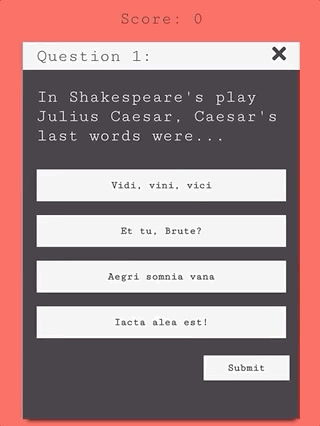 Score: 0
Question 1:
In Shakespeare's play
Julius Caesar, Caesar's
last words were...
Vidi, vini, vici
Et tu, Brute?
Aegri somnia vana
Iacta alea est!
Submit